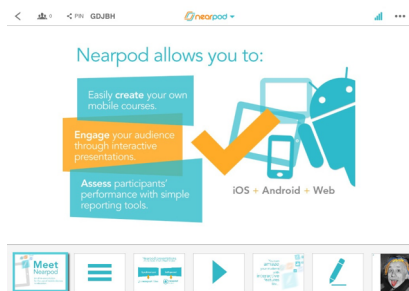 0 PIN GDJBH nearpod
Nearpod allows you to:
Easily create your own
mobile courses.
Engage your audience
through interactive
presentations.
Assess participants'
performance with simple
reporting tools.
iOS + Android + Web
Meet
Nearpod